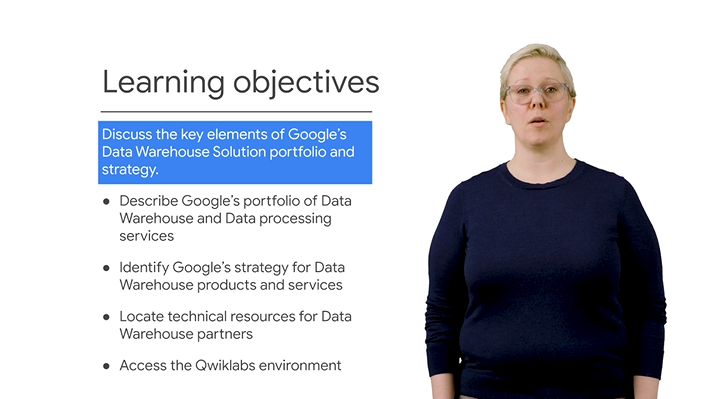 Learning objectives
Discuss the key elements of Google's
Data Warehouse Solution portfolio and
strategy.
● Describe Google's portfolio of Data
Warehouse and Data processing
services
● Identify Google's strategy for Data
Warehouse products and services
● Locate technical resources for Data
Warehouse partners
● Access the Qwiklabs environment